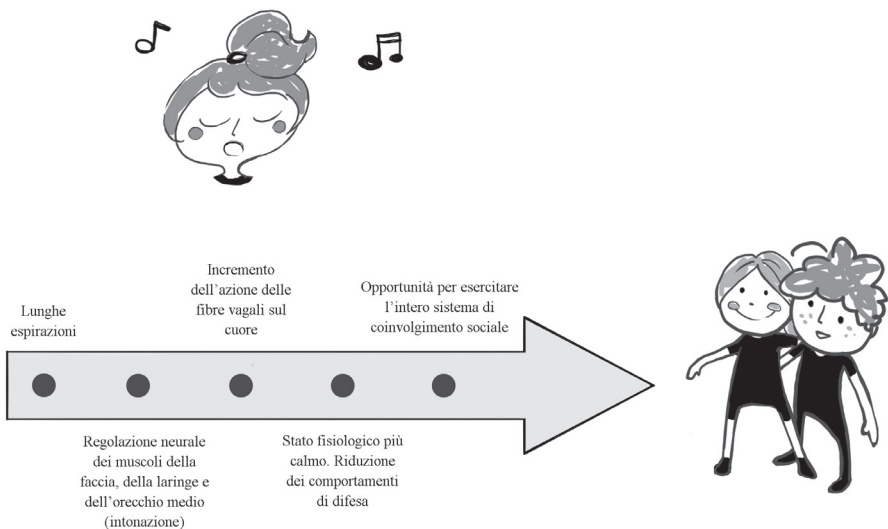 Lunghe
espirazioni
Regolazione neurale
dei muscoli della
faccia, della laringe e
dell’orecchio medio
(intonazione)
Incremento
dell’azione delle
fibre vagali sul
cuore
Stato fisiologico più
calmo. Riduzione
dei comportamenti
di difesa
Opportunità per esercitare
l’intero sistema di
coinvolgimento sociale